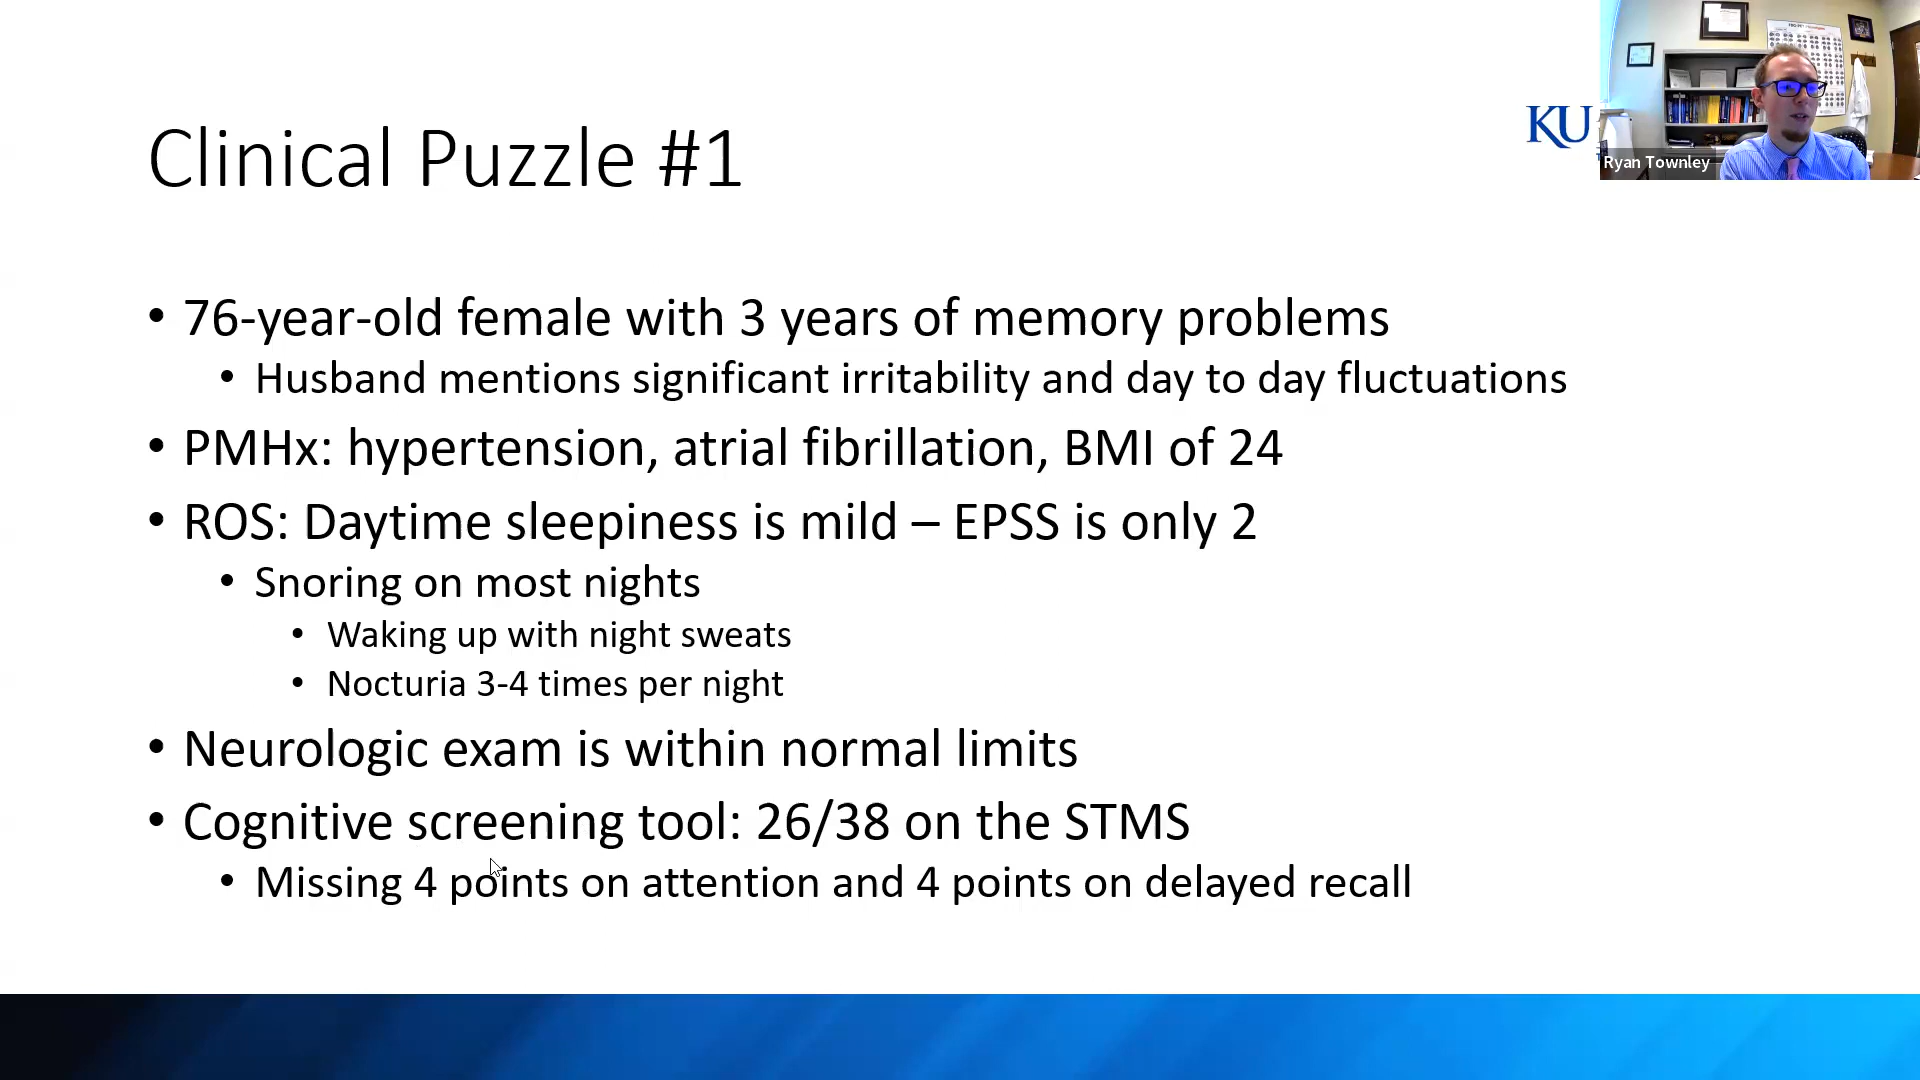 Clinical Puzzle #1
KU
Ryan Townley
• 76-year-old female with 3 years of memory problems
• Husband mentions significant irritability and day to day fluctuations
• PMHx: hypertension, atrial fibrillation, BMI of 24
• ROS: Daytime sleepiness is mild – EPSS is only 2
• Snoring on most nights
• Waking up with night sweats
• Nocturia 3-4 times per night
• Neurologic exam is within normal limits
• Cognitive screening tool: 26/38 on the STMS
• Missing 4 points on attention and 4 points on delayed recall